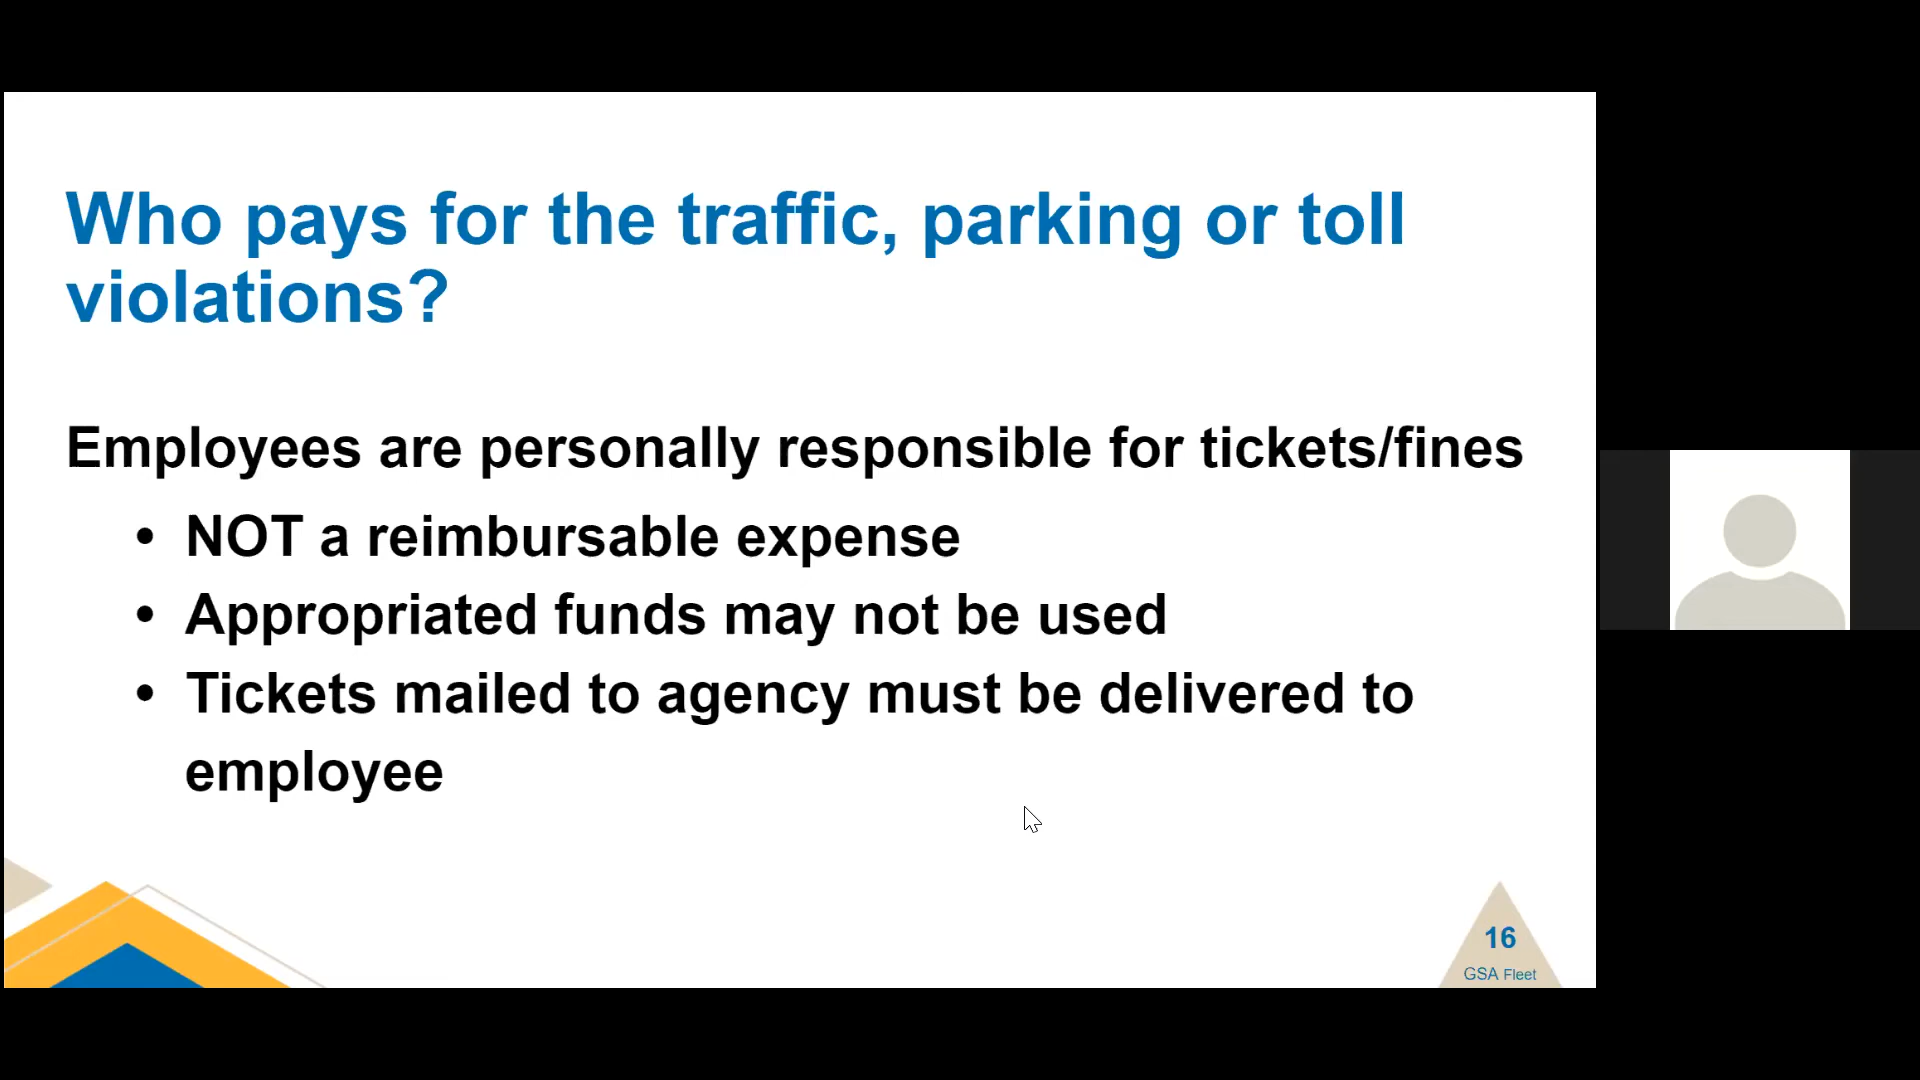 Who pays for the traffic, parking or toll
violations?
Employees are personally responsible for tickets/fines
• NOT a reimbursable expense
• Appropriated funds may not be used
• Tickets mailed to agency must be delivered to
employee
16
GSA Fleet